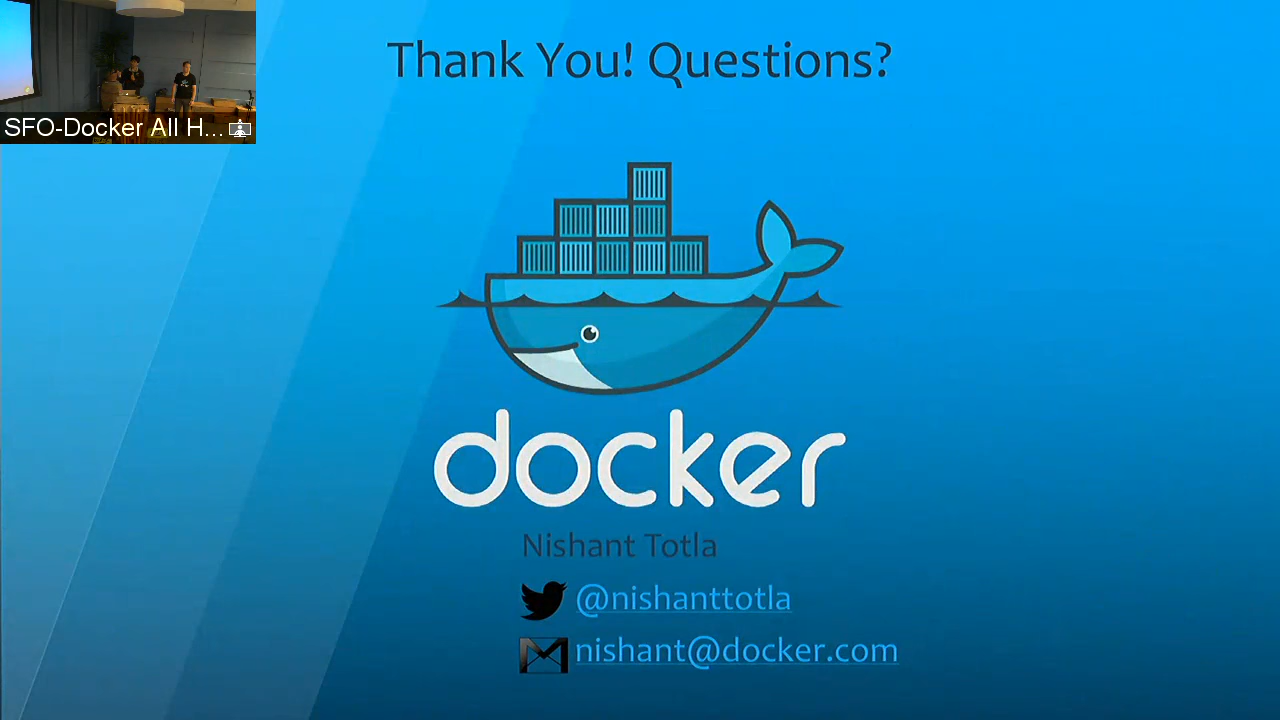 SFO-Docker All H...
Thank You! Questions?
docker
Nishant Totla
@nishanttotla
nishant@docker.com